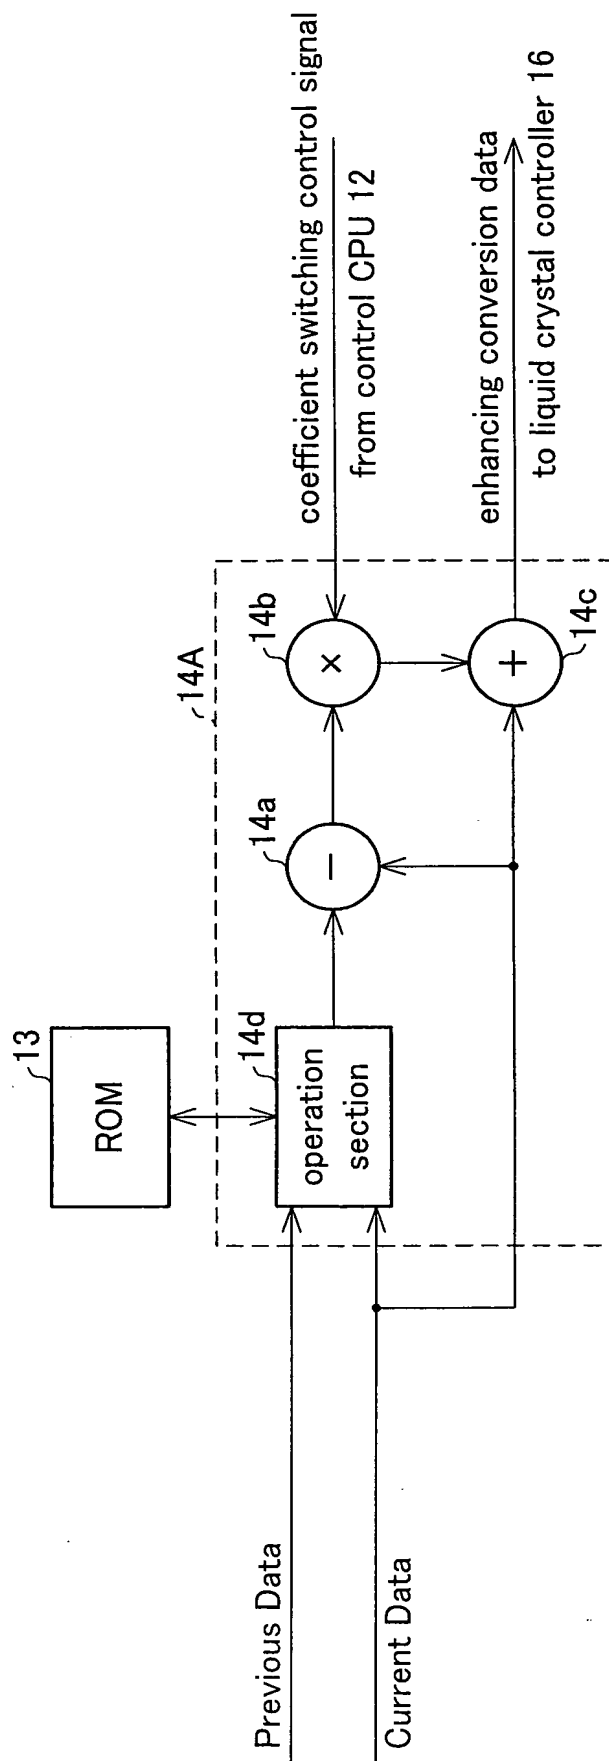 13
ROM
14A
14d
operation
section
14a
−
14b
×
14c
+
Previous Data
Current Data
coefficient switching control signal
from control CPU 12
enhancing conversion data
to liquid crystal controller 16